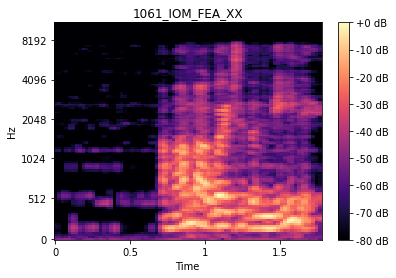 1061_IOM_FEA_XX
+0 dB
8192
-10 dB
4096
-20 dB
-30 dB
2048
Hz
-40 dB
1024
-50 dB
512
-60 dB
-70 dB
0
-80 dB
0
0.5
1
1.5
Time